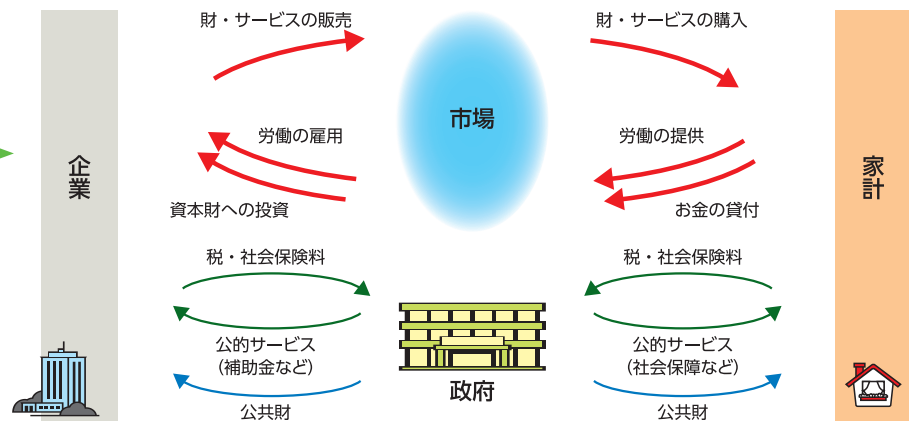 財・サービスの販売
財・サービスの購入
市場
労働の雇用
労働の提供
企業
家計
資本財への投資
お金の貸付
税・社会保険料
税・社会保険料
公的サービス
（補助金など）
公的サービス
（社会保障など）
政府
公共財
公共財